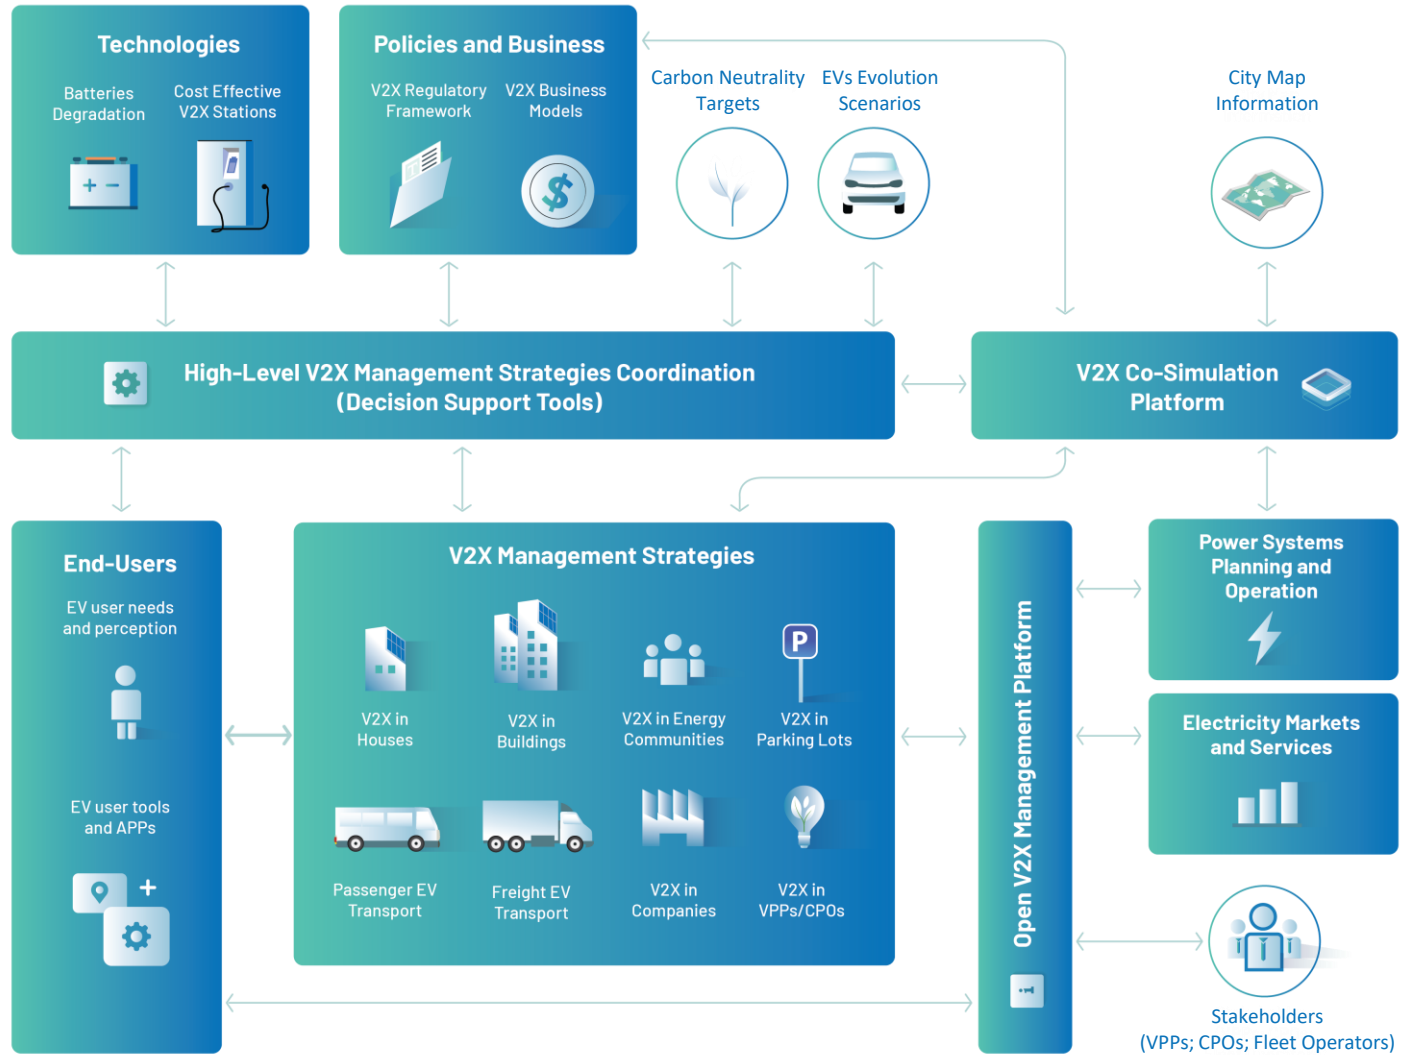 Technologies
Batteries
Degradation
Cost Effective
V2X Stations
Policies and Business
V2X Regulatory
Framework
V2X Business
Models
$
Carbon Neutrality
Targets
EVs Evolution
Scenarios
City Map
Information
High-Level V2X Management Strategies Coordination
(Decision Support Tools)
V2X Co-Simulation
Platform
End-Users
EV user needs
and perception
EV user tools
and APPs
V2X Management Strategies
V2X in
Houses
V2X in
Buildings
V2X in Energy
Communities
P
V2X in
Parking Lots
Passenger EV
Transport
Freight EV
Transport
V2X in
Companies
V2X in
VPPs/CPOs
Open V2X Management Platform
i
Power Systems
Planning and
Operation
Electricity Markets
and Services
Stakeholders
(VPPs; CPOs; Fleet Operators)